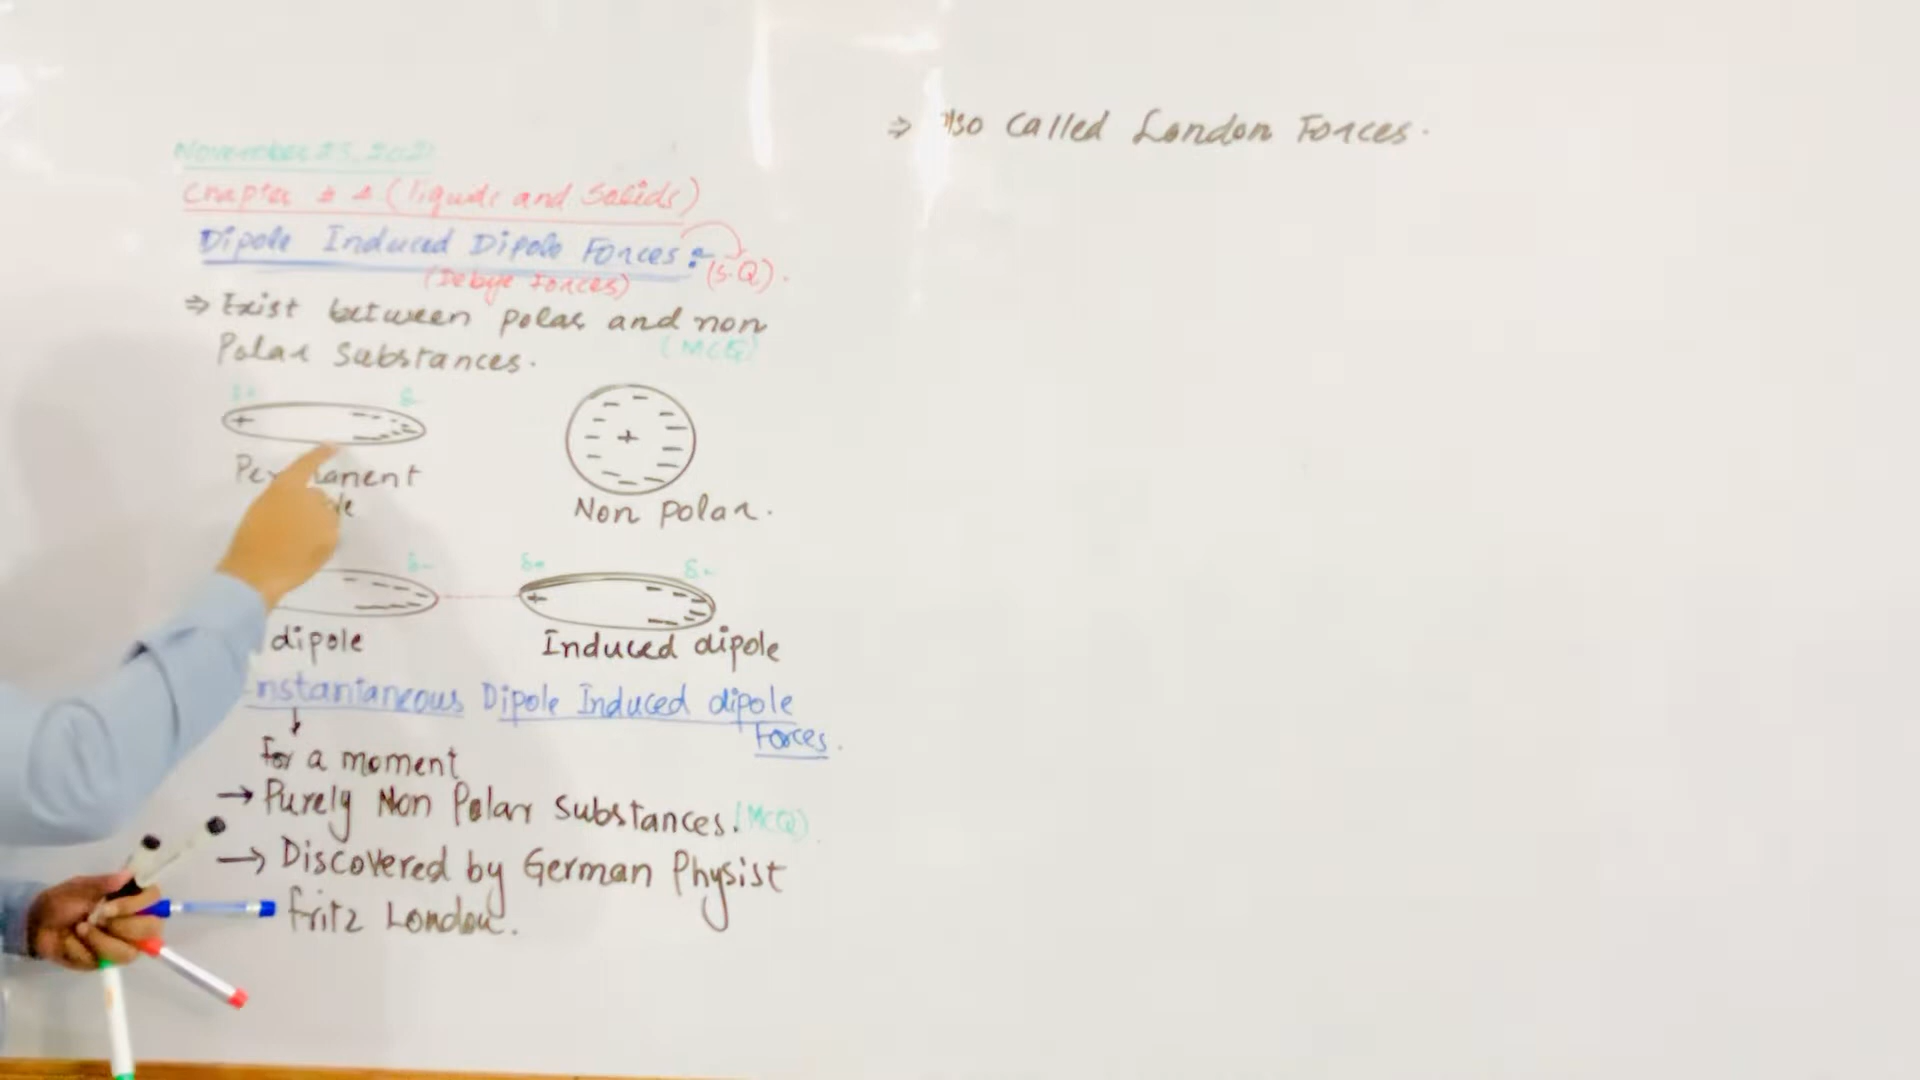 November 23, 2021
Chapter # 4 (liquids and Solids)
Dipole Induced Dipole Forces:- (S.Q).
(Debye Forces)
⇒ Exist between polar and non
Polar Substances.
(MCQ)
δ+ δ-
+
+
Permanent
Non polar.
δ- δ+ δ-
+
dipole
Induced dipole
Instantaneous Dipole Induced dipole
Forces.
↓
For a moment
→ Purely Non Polar Substances. (MCQ)
→ Discovered by German Physist
fritz London.
⇒ Also Called London Forces.